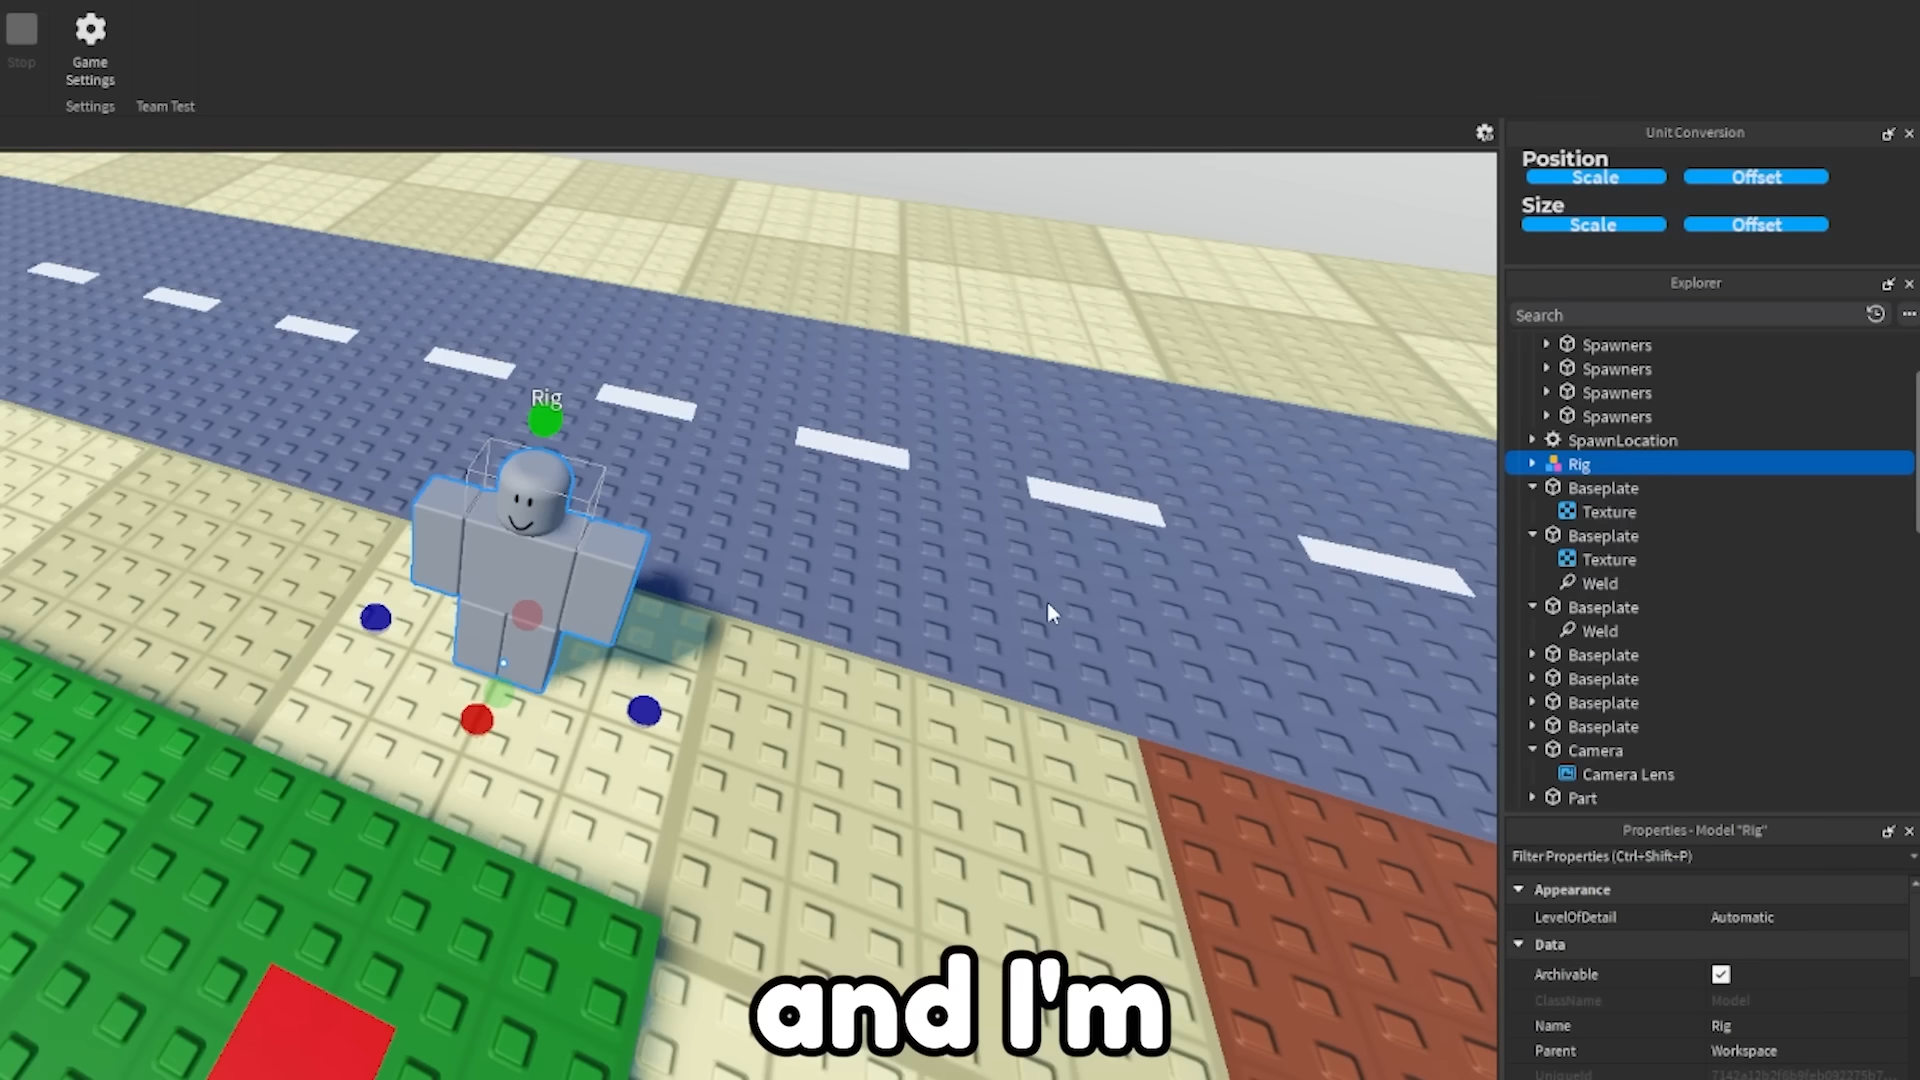 Stop
Game
Settings
Settings
Team Test
Unit Conversion
Position
Scale
Offset
Size
Scale
Offset
Explorer
Search
Spawners
Spawners
Spawners
Spawners
SpawnLocation
Rig
Baseplate
Texture
Baseplate
Texture
Weld
Baseplate
Weld
Baseplate
Baseplate
Baseplate
Baseplate
Camera
Camera Lens
Part
Rig
Properties - Model "Rig"
Filter Properties (Ctrl+Shift+P)
Appearance
LevelOfDetail Automatic
Data
Archivable
ClassName Model
Name Rig
Parent Workspace
UniqueId
and I'm